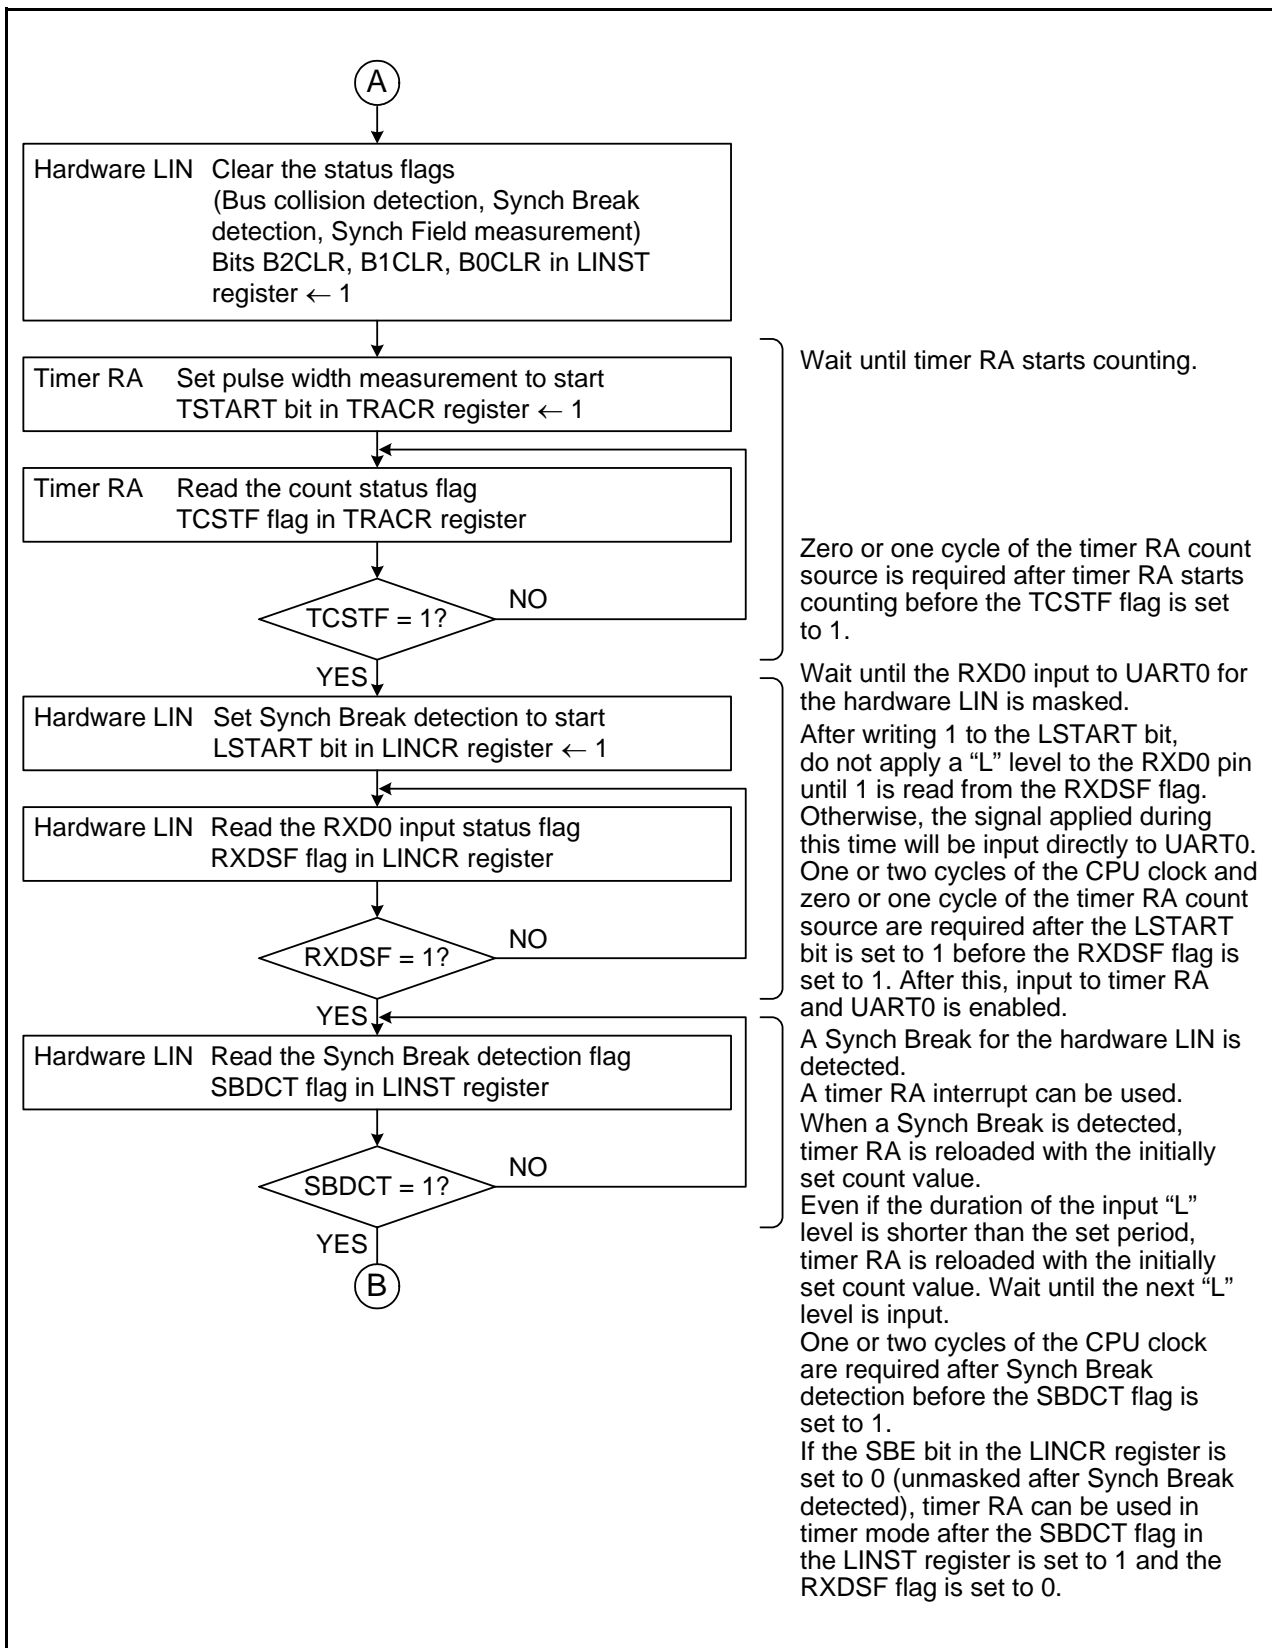 A
Hardware LIN Clear the status flags
(Bus collision detection, Synch Break
detection, Synch Field measurement)
Bits B2CLR, B1CLR, B0CLR in LINST
register ← 1
Timer RA Set pulse width measurement to start
TSTART bit in TRACR register ← 1
Timer RA Read the count status flag
TCSTF flag in TRACR register
TCSTF = 1?
NO
YES
Wait until timer RA starts counting.
Zero or one cycle of the timer RA count
source is required after timer RA starts
counting before the TCSTF flag is set
to 1.
Hardware LIN Set Synch Break detection to start
LSTART bit in LINCR register ← 1
Hardware LIN Read the RXD0 input status flag
RXDSF flag in LINCR register
RXDSF = 1?
NO
YES
Wait until the RXD0 input to UART0 for
the hardware LIN is masked.
After writing 1 to the LSTART bit,
do not apply a “L” level to the RXD0 pin
until 1 is read from the RXDSF flag.
Otherwise, the signal applied during
this time will be input directly to UART0.
One or two cycles of the CPU clock and
zero or one cycle of the timer RA count
source are required after the LSTART
bit is set to 1 before the RXDSF flag is
set to 1. After this, input to timer RA
and UART0 is enabled.
Hardware LIN Read the Synch Break detection flag
SBDCT flag in LINST register
SBDCT = 1?
NO
YES
B
A Synch Break for the hardware LIN is
detected.
A timer RA interrupt can be used.
When a Synch Break is detected,
timer RA is reloaded with the initially
set count value.
Even if the duration of the input “L”
level is shorter than the set period,
timer RA is reloaded with the initially
set count value. Wait until the next “L”
level is input.
One or two cycles of the CPU clock
are required after Synch Break
detection before the SBDCT flag is
set to 1.
If the SBE bit in the LINCR register is
set to 0 (unmasked after Synch Break
detected), timer RA can be used in
timer mode after the SBDCT flag in
the LINST register is set to 1 and the
RXDSF flag is set to 0.